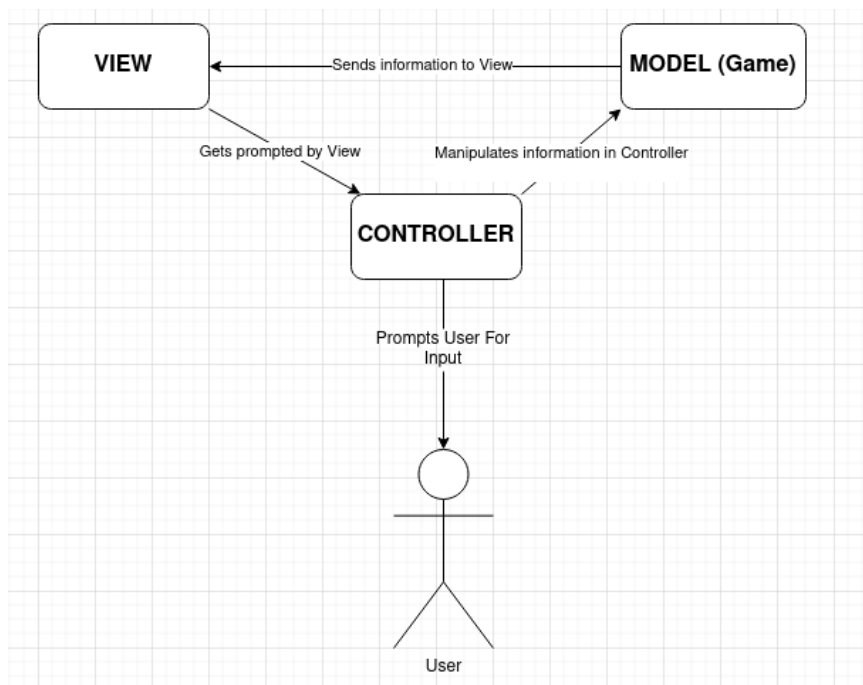 VIEW
Sends information to View
MODEL (Game)
Gets prompted by View
Manipulates information in Controller
CONTROLLER
Prompts User For
Input
User